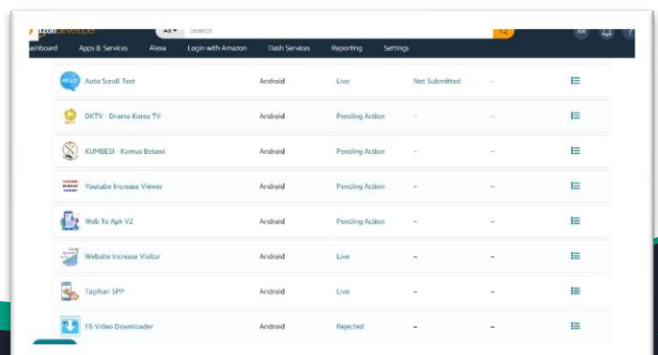 All Search
Dashboard Apps & Services Alexa Login with Amazon Dash Services Reporting Settings
HELLO Auto Scroll Text Android Live Not Submitted -
DKTV - Drama Korea TV Android Pending Action - -
KUMBESI - Kamus Betawi Android Pending Action - -
Youtube Increase Viewer Android Pending Action - -
Web To Apk V2 Android Pending Action - -
Website Increase Visitor Android Live - -
Tagihan SPP Android Live - -
FB Video Downloader Android Rejected - -